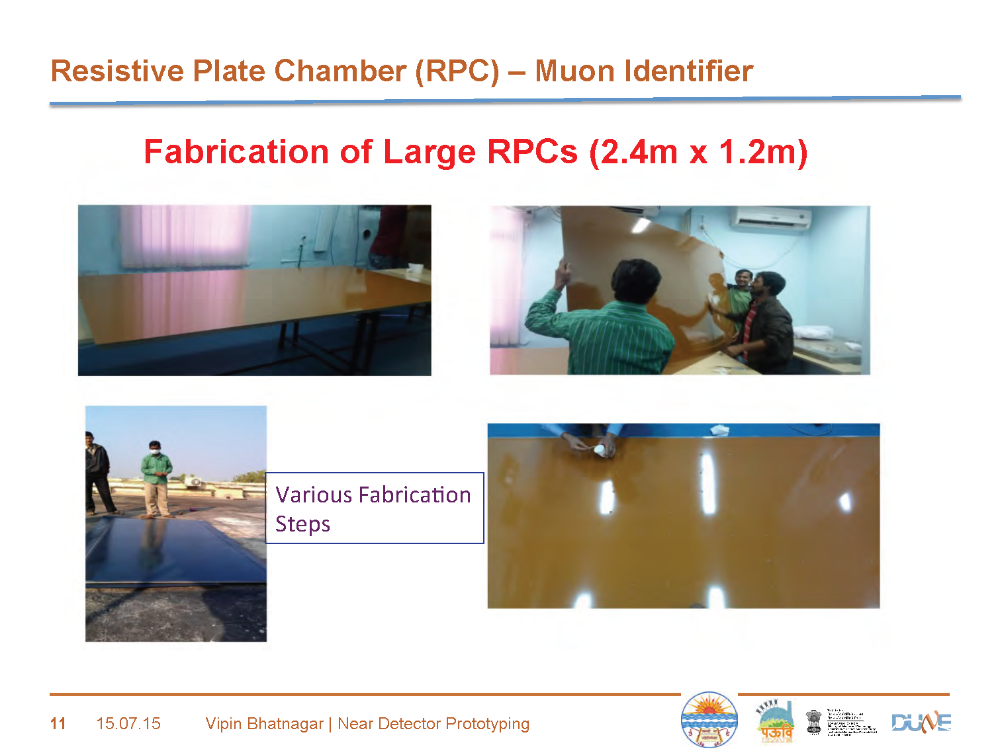 Resistive Plate Chamber (RPC) – Muon Identifier
Fabrication of Large RPCs (2.4m x 1.2m)
Various Fabrication
Steps
11 15.07.15 Vipin Bhatnagar | Near Detector Prototyping
पऊवि
DUNE